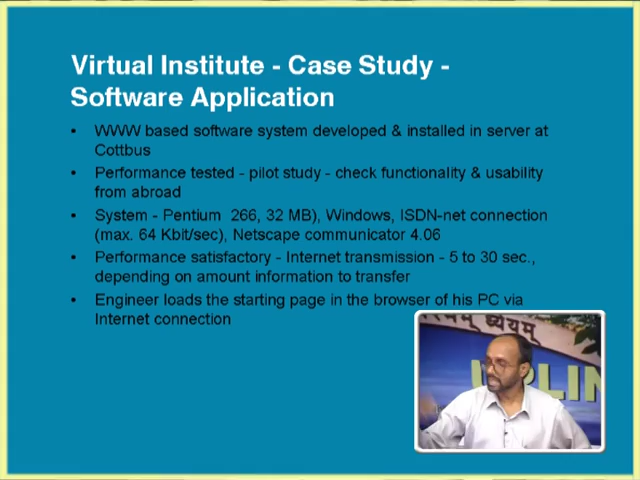 Virtual Institute - Case Study -
Software Application
• WWW based software system developed & installed in server at
Cottbus
• Performance tested - pilot study - check functionality & usability
from abroad
• System - Pentium  266, 32 MB), Windows, ISDN-net connection
(max. 64 Kbit/sec), Netscape communicator 4.06
• Performance satisfactory - Internet transmission - 5 to 30 sec.,
depending on amount information to transfer
• Engineer loads the starting page in the browser of his PC via
Internet connection
ध्येयम्